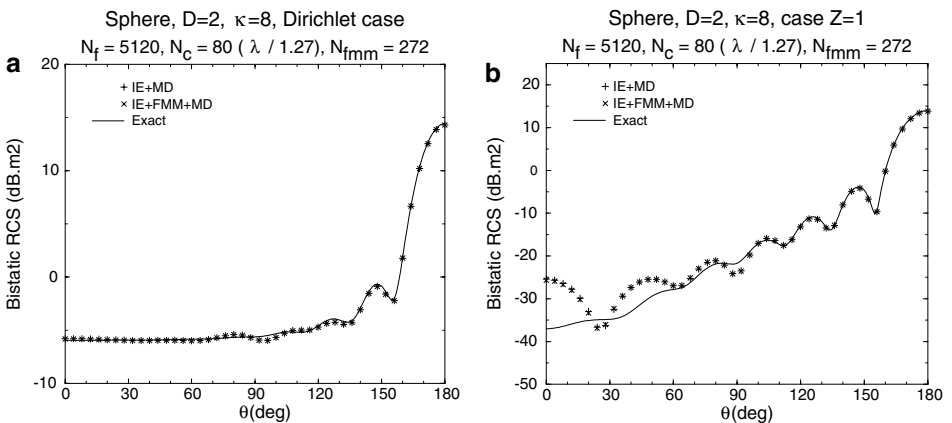 Sphere, D=2, κ=8, Dirichlet case
N_f = 5120, N_c = 80 ( λ / 1.27), N_fmm = 272
a
20
10
0
-10
Bistatic RCS (dB.m2)
IE+MD
IE+FMM+MD
Exact
0
30
60
90
120
150
180
θ(deg)
Sphere, D=2, κ=8, case Z=1
N_f = 5120, N_c = 80 ( λ / 1.27), N_fmm = 272
b
20
10
0
-10
-20
-30
-40
-50
Bistatic RCS (dB.m2)
IE+MD
IE+FMM+MD
Exact
0
30
60
90
120
150
180
θ(deg)